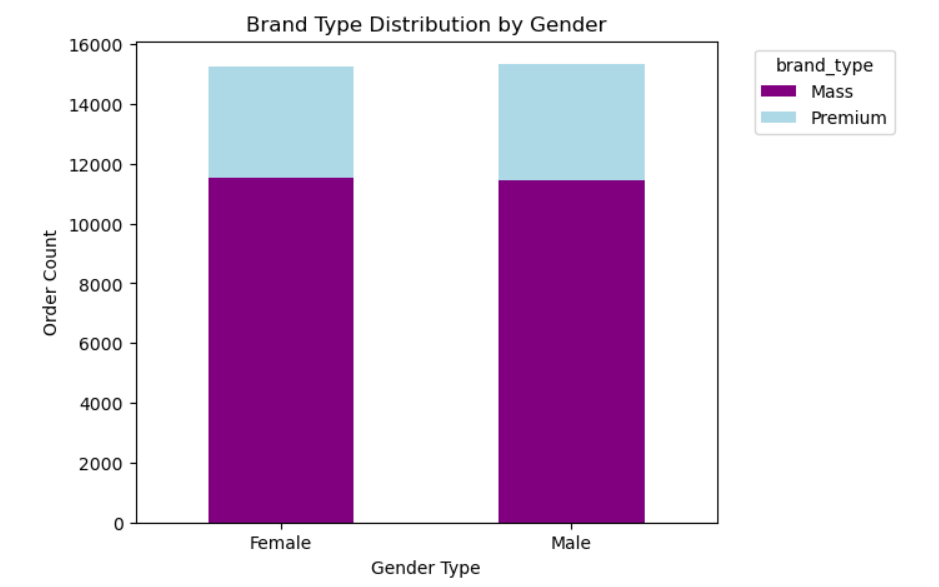 Brand Type Distribution by Gender
16000
14000
12000
10000
8000
6000
4000
2000
0
Order Count
Female
Male
Gender Type
brand_type
Mass
Premium